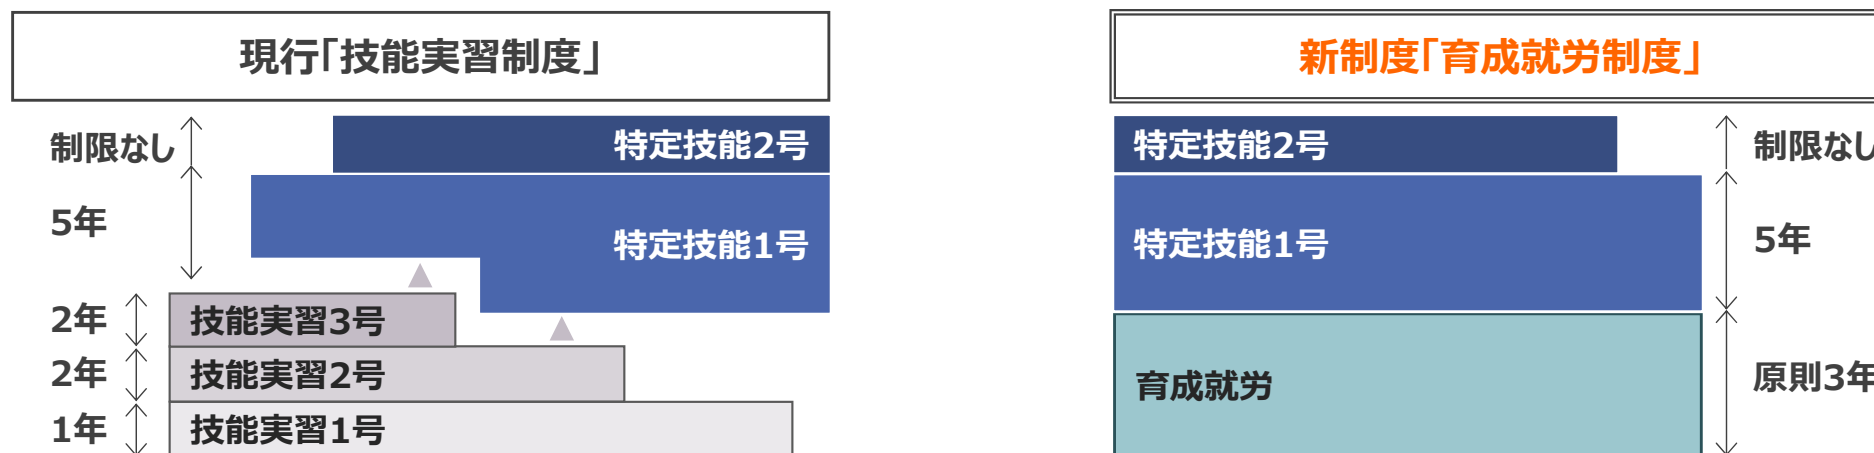 現行「技能実習制度」
制限なし
特定技能2号
5年
特定技能1号
2年
技能実習3号
2年
技能実習2号
1年
技能実習1号
新制度「育成就労制度」
特定技能2号
制限なし
特定技能1号
5年
育成就労
原則3年